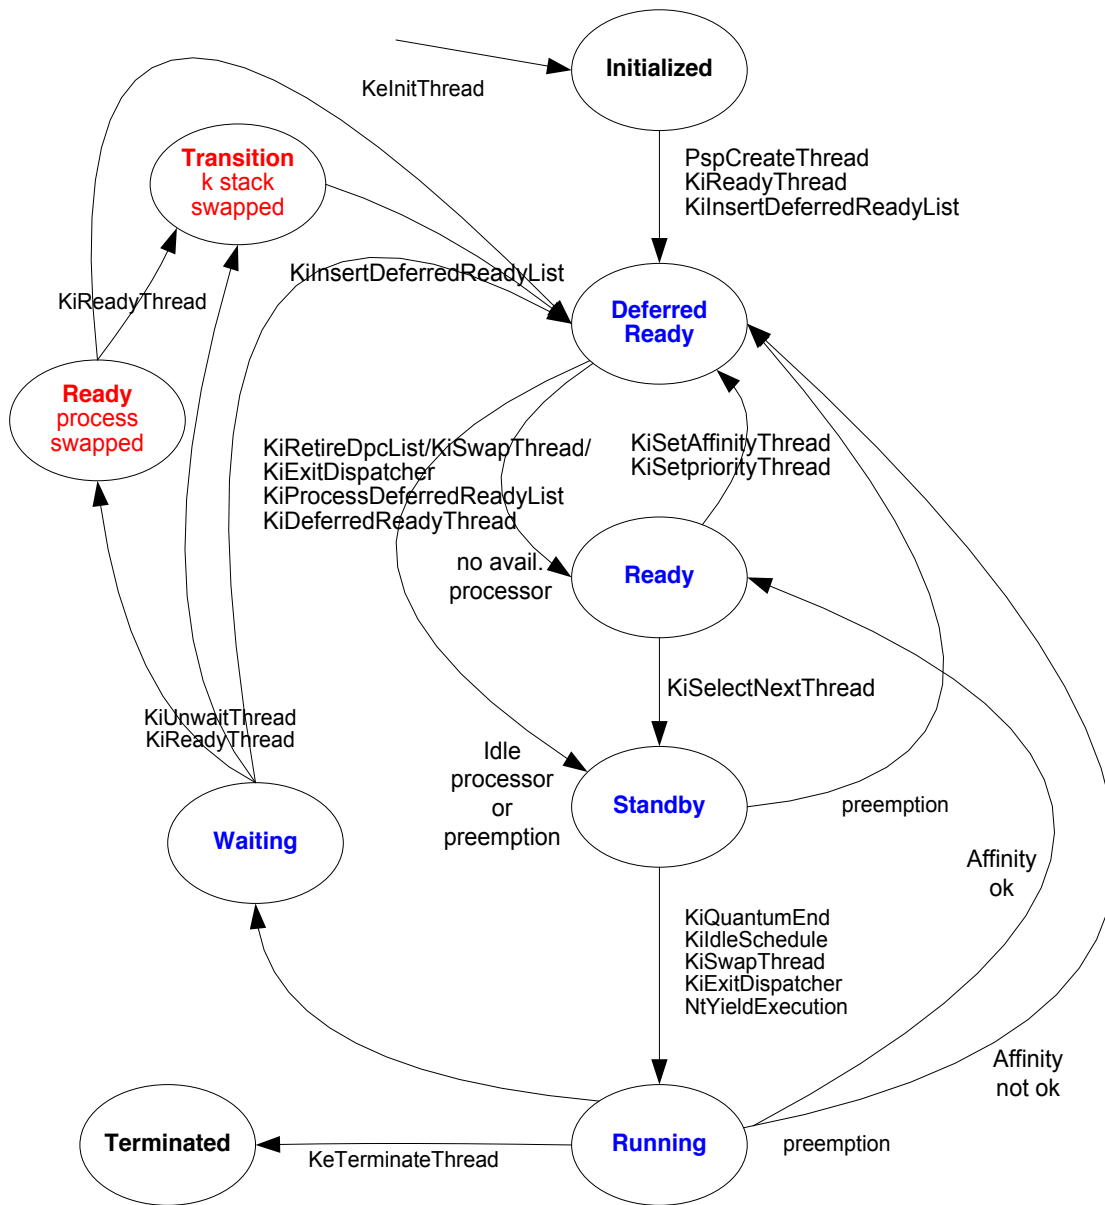 Initialized
KeInitThread
PspCreateThread
KiReadyThread
KiInsertDeferredReadyList
Transition
k stack
swapped
KiInsertDeferredReadyList
KiReadyThread
Deferred
Ready
Ready
process
swapped
KiRetireDpcList/KiSwapThread/
KiExitDispatcher
KiProcessDeferredReadyList
KiDeferredReadyThread
KiSetAffinityThread
KiSetpriorityThread
no avail.
processor
Ready
KiSelectNextThread
KiUnwaitThread
KiReadyThread
Idle
processor
or
preemption
Standby
preemption
Waiting
Affinity
ok
KiQuantumEnd
KiIdleSchedule
KiSwapThread
KiExitDispatcher
NtYieldExecution
Affinity
not ok
Terminated
KeTerminateThread
Running
preemption